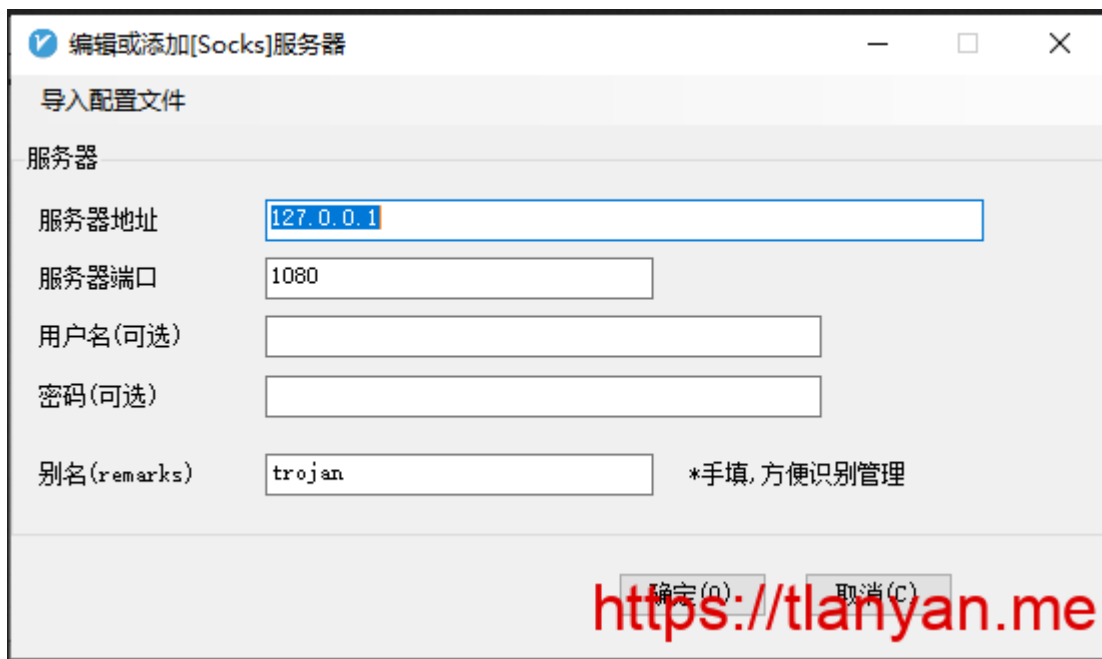 编辑或添加[Socks]服务器
导入配置文件
服务器
服务器地址 127.0.0.1
服务器端口 1080
用户名(可选)
密码(可选)
别名(remarks) trojan *手填,方便识别管理
确定(O) 取消(C)
https://tlanyan.me